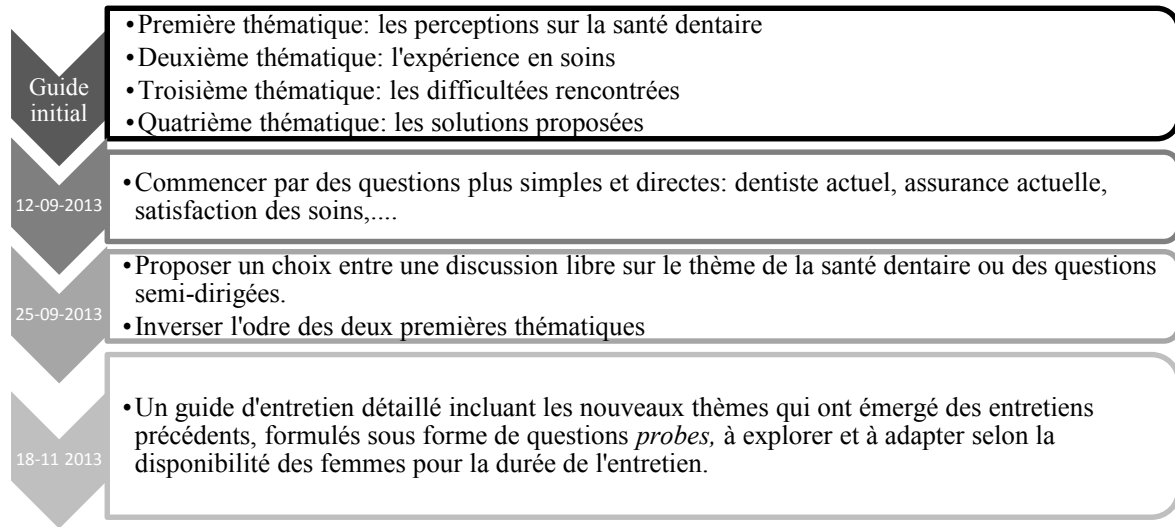 Guide
initial
•Première thématique: les perceptions sur la santé dentaire
•Deuxième thématique: l'expérience en soins
•Troisième thématique: les difficultées rencontrées
•Quatrième thématique: les solutions proposées
12-09-2013
•Commencer par des questions plus simples et directes: dentiste actuel, assurance actuelle,
satisfaction des soins,....
25-09-2013
•Proposer un choix entre une discussion libre sur le thème de la santé dentaire ou des questions
semi-dirigées.
•Inverser l'odre des deux premières thématiques
18-11 2013
•Un guide d'entretien détaillé incluant les nouveaux thèmes qui ont émergé des entretiens
précédents, formulés sous forme de questions probes, à explorer et à adapter selon la
disponibilité des femmes pour la durée de l'entretien.